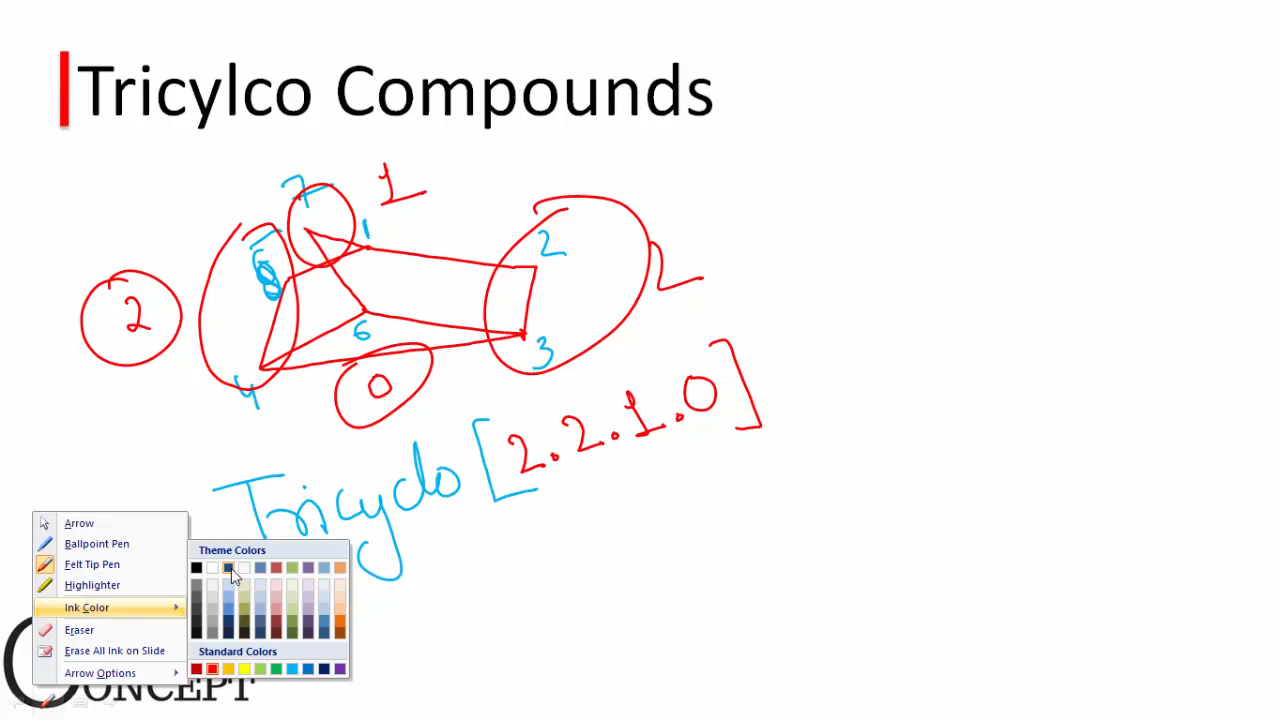 Tricylco Compounds
7
1
1
5
2
2
2
6
3
4
0
Tricyclo [2.2.1.0]
Arrow
Ballpoint Pen
Felt Tip Pen
Highlighter
Ink Color
Eraser
Erase All Ink on Slide
Arrow Options
Theme Colors
Standard Colors
ONCEPT